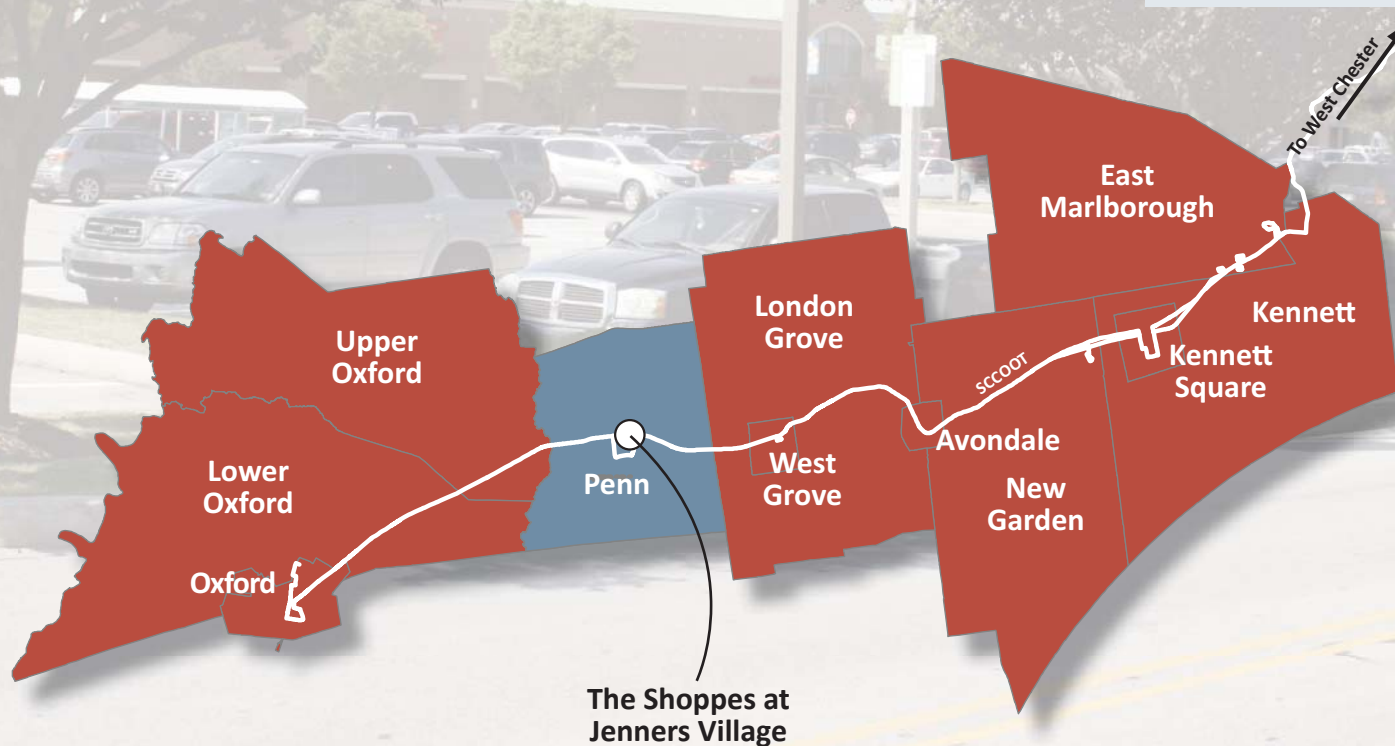 To West Chester
East
Marlborough
London
Grove
Kennett
Upper
Oxford
Kennett
Square
SCCOOT
Avondale
Lower
Oxford
Penn
West
Grove
New
Garden
Oxford
The Shoppes at
Jenners Village